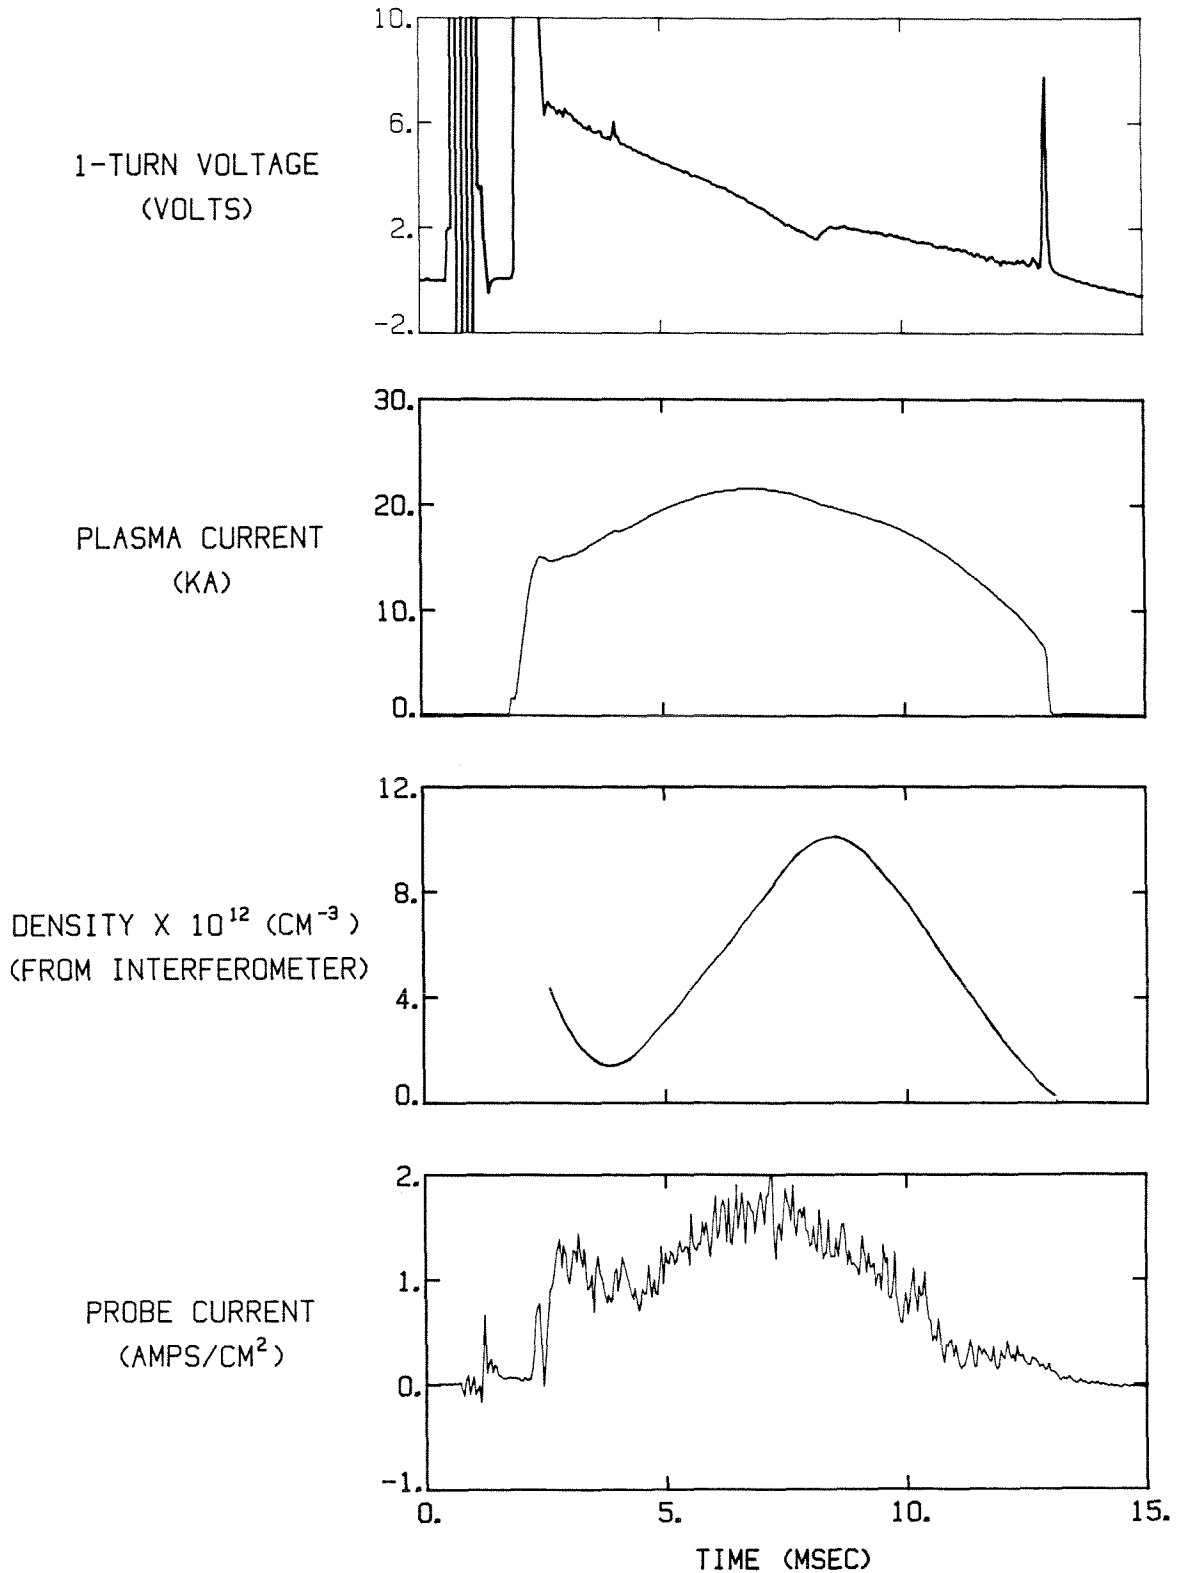 10.
6.
2.
-2.
1-TURN VOLTAGE
(VOLTS)
30.
20.
10.
0.
PLASMA CURRENT
(KA)
12.
8.
4.
0.
DENSITY X 10¹² (CM⁻³)
(FROM INTERFEROMETER)
2.
1.
0.
-1.
PROBE CURRENT
(AMPS/CM²)
0. 5. 10. 15.
TIME (MSEC)